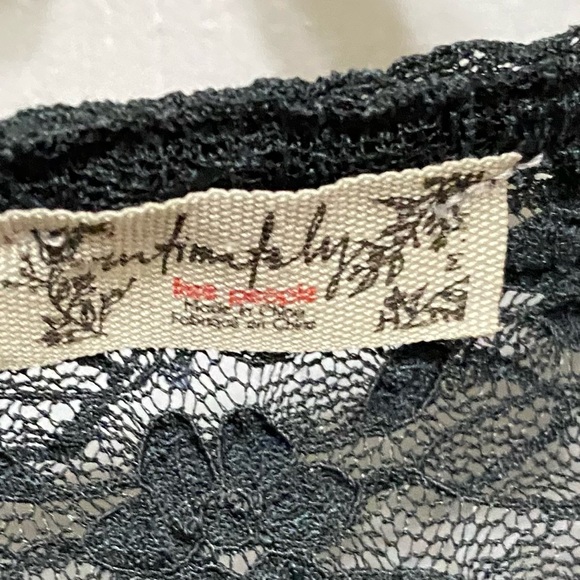 intimately
free people
Made in China
Fabriqué en Chine